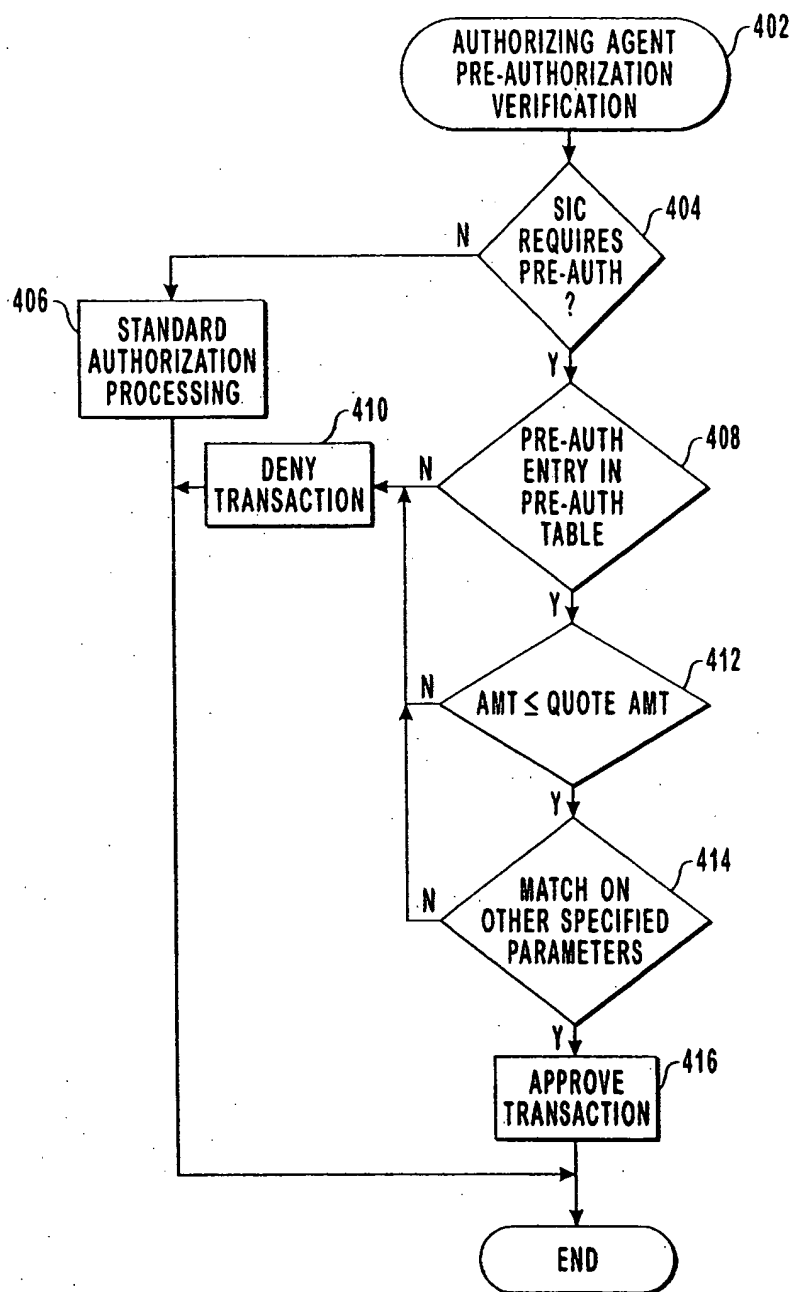 AUTHORIZING AGENT
PRE-AUTHORIZATION
VERIFICATION
402
SIC
REQUIRES
PRE-AUTH
?
404
N
Y
406
STANDARD
AUTHORIZATION
PROCESSING
410
DENY
TRANSACTION
N
PRE-AUTH
ENTRY IN
PRE-AUTH
TABLE
408
Y
N
AMT ≤ QUOTE AMT
412
Y
N
MATCH ON
OTHER SPECIFIED
PARAMETERS
414
Y
APPROVE
TRANSACTION
416
END